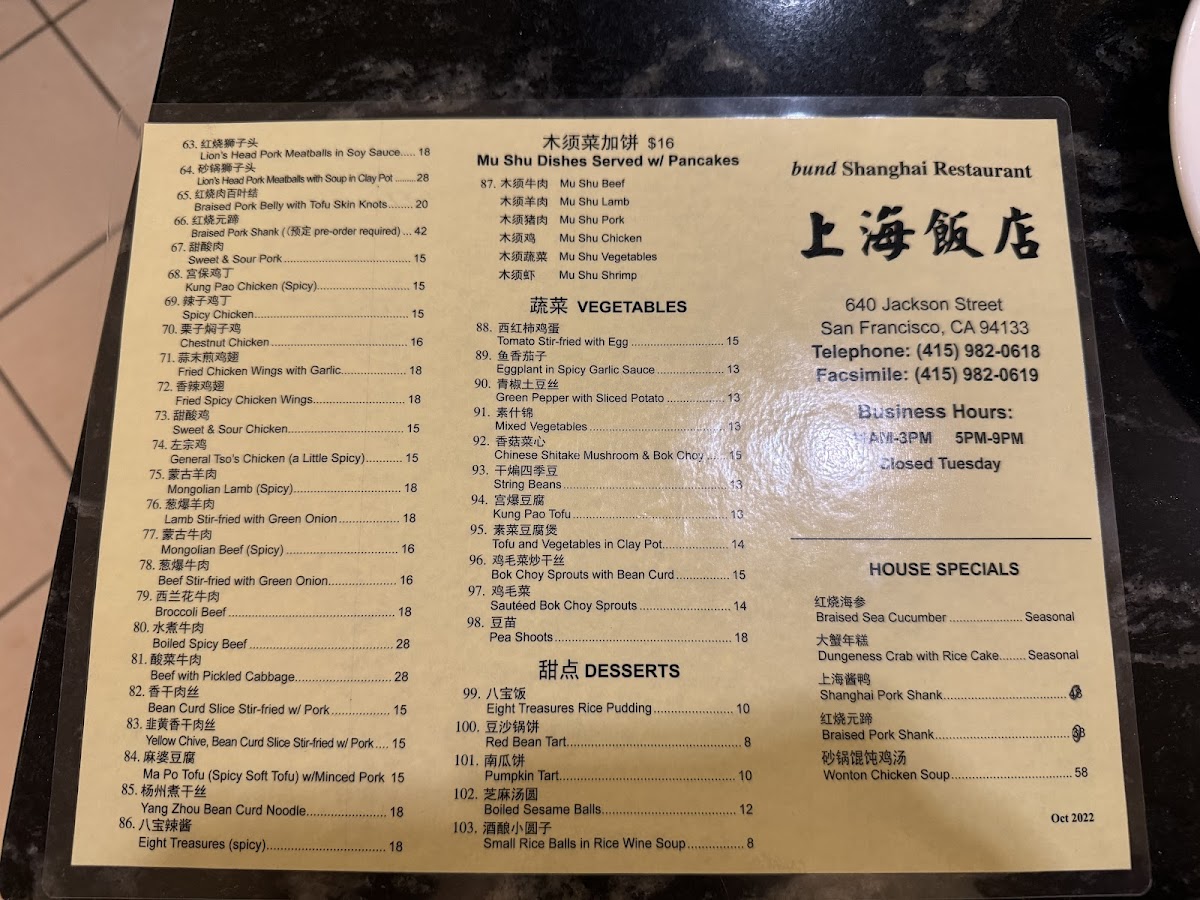 63. 红烧狮子头
Lion's Head Pork Meatballs in Soy Sauce..... 18
64. 砂锅狮子头
Lion's Head Pork Meatballs with Soup in Clay Pot ........28
65. 红烧肉百叶结
Braised Pork Belly with Tofu Skin Knots........ 20
66. 红烧元蹄
Braised Pork Shank (（预定 pre-order required) ... 42
67. 甜酸肉
Sweet & Sour Pork........................................ 15
68. 宫保鸡丁
Kung Pao Chicken (Spicy)............................ 15
69. 辣子鸡丁
Spicy Chicken............................................... 15
70. 栗子焖子鸡
Chestnut Chicken.......................................... 16
71. 蒜末煎鸡翅
Fried Chicken Wings with Garlic.................... 18
72. 香辣鸡翅
Fried Spicy Chicken Wings............................ 18
73. 甜酸鸡
Sweet & Sour Chicken................................... 15
74. 左宗鸡
General Tso's Chicken (a Little Spicy)........... 15
75. 蒙古羊肉
Mongolian Lamb (Spicy)................................ 18
76. 葱爆羊肉
Lamb Stir-fried with Green Onion.................. 18
77. 蒙古牛肉
Mongolian Beef (Spicy) ................................. 16
78. 葱爆牛肉
Beef Stir-fried with Green Onion.................... 16
79. 西兰花牛肉
Broccoli Beef ................................................. 18
80. 水煮牛肉
Boiled Spicy Beef .......................................... 28
81. 酸菜牛肉
Beef with Pickled Cabbage............................ 28
82. 香干肉丝
Bean Curd Slice Stir-fried w/ Pork................. 15
83. 韭黄香干肉丝
Yellow Chive, Bean Curd Slice Stir-fried w/ Pork.... 15
84. 麻婆豆腐
Ma Po Tofu (Spicy Soft Tofu) w/Minced Pork 15
85. 杨州煮干丝
Yang Zhou Bean Curd Noodle....................... 18
86. 八宝辣酱
Eight Treasures (spicy).................................. 18
木须菜加饼 $16
Mu Shu Dishes Served w/ Pancakes
87. 木须牛肉 Mu Shu Beef
木须羊肉 Mu Shu Lamb
木须猪肉 Mu Shu Pork
木须鸡 Mu Shu Chicken
木须蔬菜 Mu Shu Vegetables
木须虾 Mu Shu Shrimp
蔬菜 VEGETABLES
88. 西红柿鸡蛋
Tomato Stir-fried with Egg ............................ 15
89. 鱼香茄子
Eggplant in Spicy Garlic Sauce .................... 13
90. 青椒土豆丝
Green Pepper with Sliced Potato ................. 13
91. 素什锦
Mixed Vegetables......................................... 13
92. 香菇菜心
Chinese Shitake Mushroom & Bok Choy ...... 15
93. 干煸四季豆
String Beans................................................. 13
94. 宫爆豆腐
Kung Pao Tofu .............................................. 13
95. 素菜豆腐煲
Tofu and Vegetables in Clay Pot................... 14
96. 鸡毛菜炒干丝
Bok Choy Sprouts with Bean Curd................ 15
97. 鸡毛菜
Sautéed Bok Choy Sprouts ........................... 14
98. 豆苗
Pea Shoots.................................................... 18
甜点 DESSERTS
99. 八宝饭
Eight Treasures Rice Pudding....................... 10
100. 豆沙锅饼
Red Bean Tart............................................... 8
101. 南瓜饼
Pumpkin Tart................................................. 10
102. 芝麻汤圆
Boiled Sesame Balls..................................... 12
103. 酒酿小圆子
Small Rice Balls in Rice Wine Soup............... 8
bund Shanghai Restaurant
上海飯店
640 Jackson Street
San Francisco, CA 94133
Telephone: (415) 982-0618
Facsimile: (415) 982-0619
Business Hours:
11AM-3PM 5PM-9PM
Closed Tuesday
HOUSE SPECIALS
红烧海参
Braised Sea Cucumber ..................... Seasonal
大蟹年糕
Dungeness Crab with Rice Cake........ Seasonal
上海酱鸭
Shanghai Pork Shank......................................
红烧元蹄
Braised Pork Shank.........................................
砂锅馄饨鸡汤
Wonton Chicken Soup..................................... 58
Oct 2022